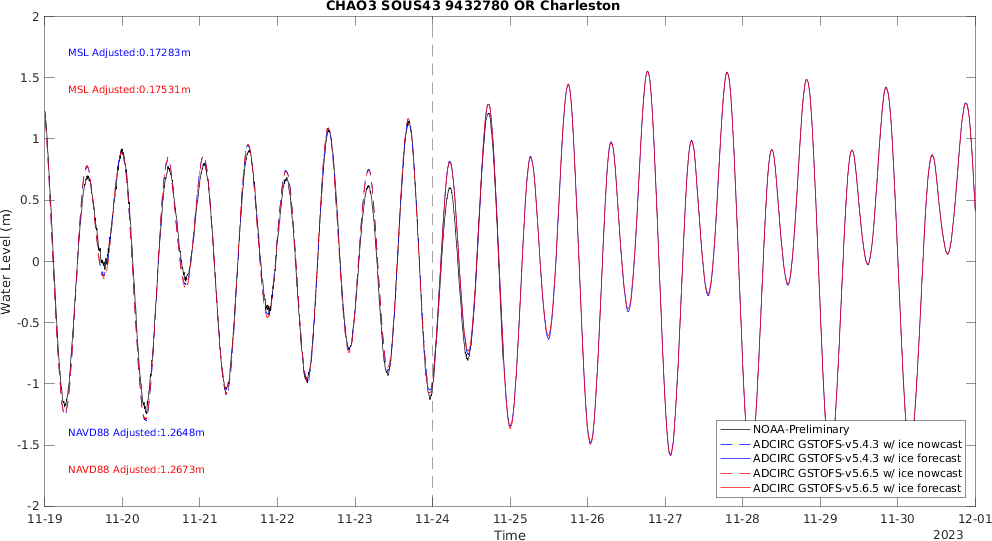 CHAO3 SOUS43 9432780 OR Charleston
2
1.5
1
0.5
0
-0.5
-1
-1.5
-2
Water Level (m)
MSL Adjusted:0.17283m
MSL Adjusted:0.17531m
NAVD88 Adjusted:1.2648m
NAVD88 Adjusted:1.2673m
NOAA-Preliminary
ADCIRC GSTOFS-v5.4.3 w/ ice nowcast
ADCIRC GSTOFS-v5.4.3 w/ ice forecast
ADCIRC GSTOFS-v5.6.5 w/ ice nowcast
ADCIRC GSTOFS-v5.6.5 w/ ice forecast
11-19 11-20 11-21 11-22 11-23 11-24 11-25 11-26 11-27 11-28 11-29 11-30 12-01
Time
2023